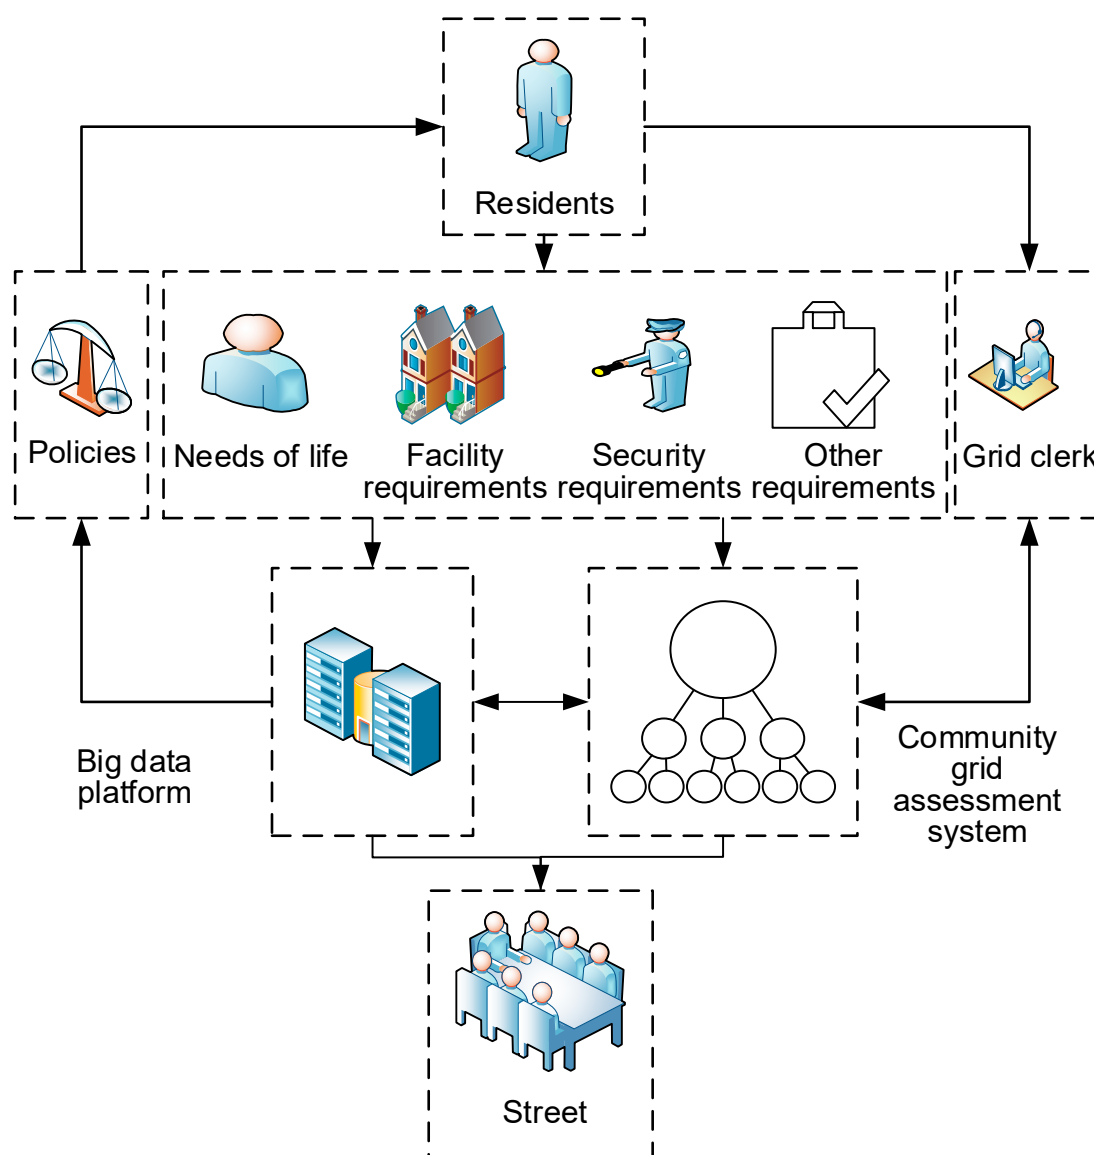 Residents
Policies
Needs of life
Facility
requirements
Security
requirements
Other
requirements
Grid clerk
Big data
platform
Community
grid
assessment
system
Street